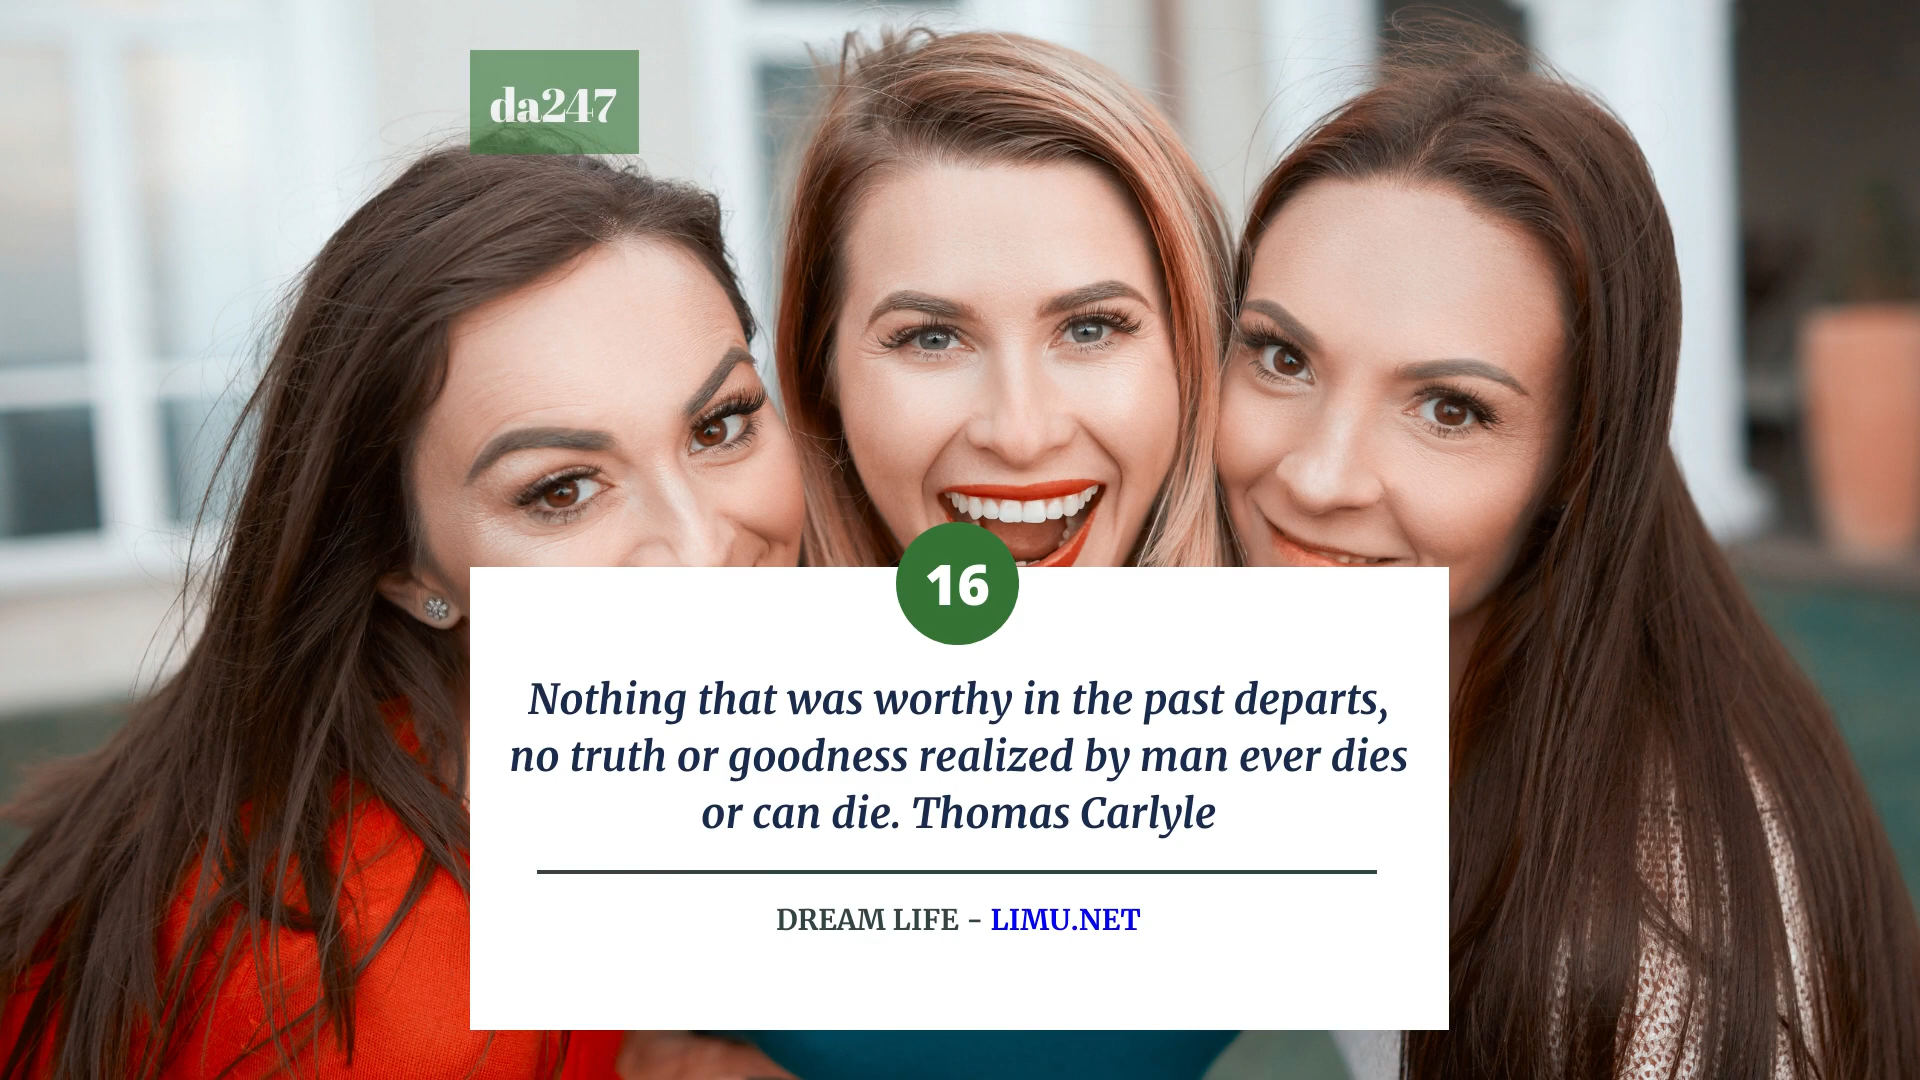 da247
16
Nothing that was worthy in the past departs,
no truth or goodness realized by man ever dies
or can die. Thomas Carlyle
DREAM LIFE - LIMU.NET